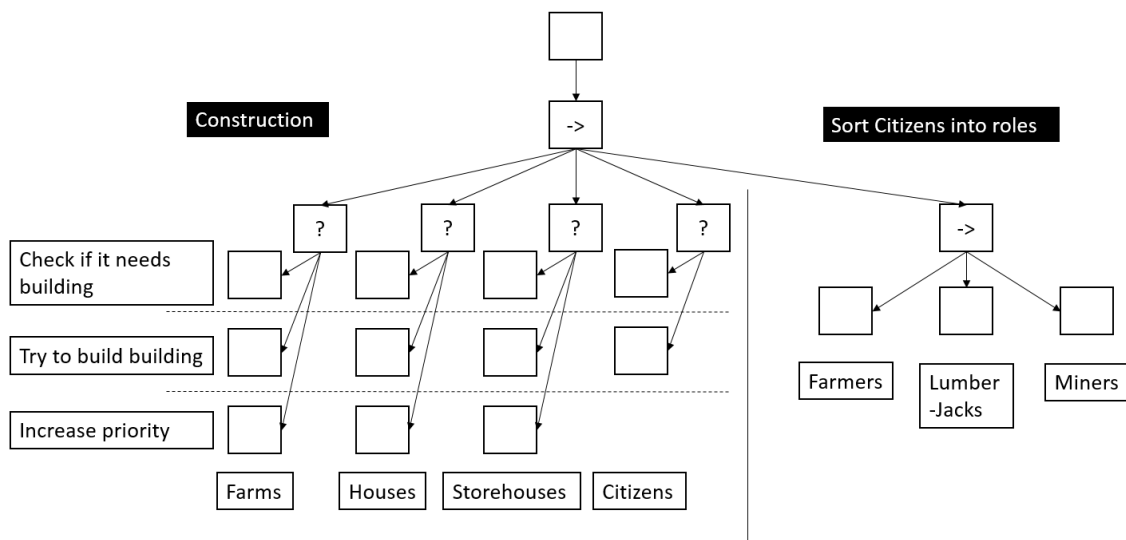 Construction
->
Sort Citizens into roles
?
?
?
?
->
Check if it needs
building
Try to build building
Increase priority
Farms
Houses
Storehouses
Citizens
Farmers
Lumber
-Jacks
Miners